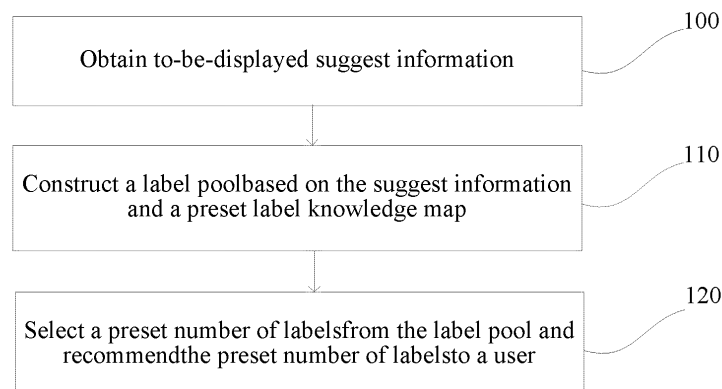 100
Obtain to-be-displayed suggest information
110
Construct a label poolbased on the suggest information
and a preset label knowledge map
120
Select a preset number of labelsfrom the label pool and
recommendthe preset number of labelsto a user